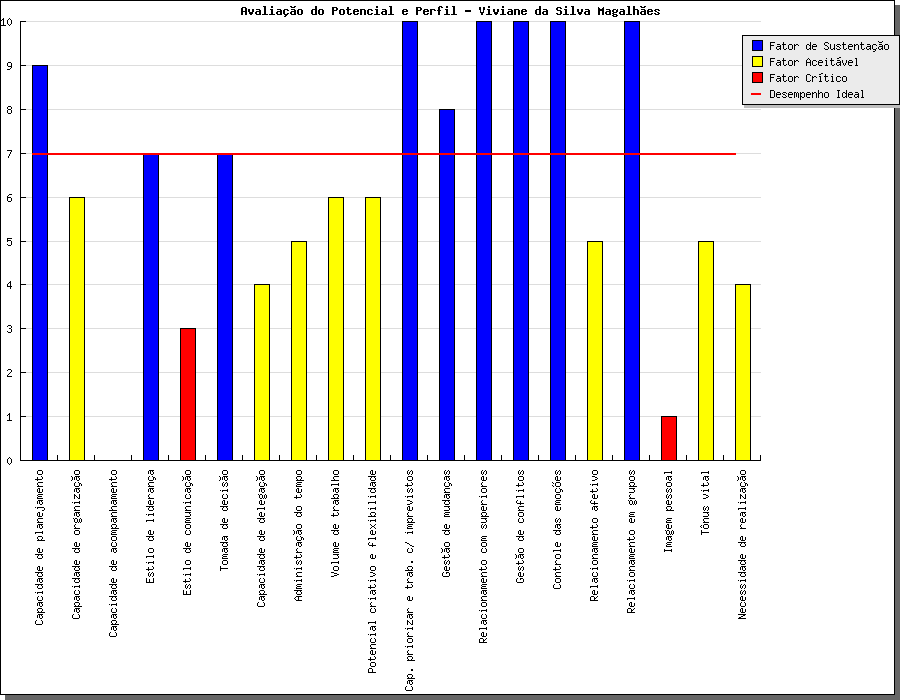 Avaliação do Potencial e Perfil - Viviane da Silva Magalhães
Fator de Sustentação
Fator Aceitável
Fator Crítico
Desempenho Ideal
10
9
8
7
6
5
4
3
2
1
0
Capacidade de planejamento
Capacidade de organização
Capacidade de acompanhamento
Estilo de liderança
Estilo de comunicação
Tomada de decisão
Capacidade de delegação
Administração do tempo
Volume de trabalho
Potencial criativo e flexibilidade
Cap. priorizar e trab. c/ imprevistos
Gestão de mudanças
Relacionamento com superiores
Gestão de conflitos
Controle das emoções
Relacionamento afetivo
Relacionamento em grupos
Imagem pessoal
Tônus vital
Necessidade de realização